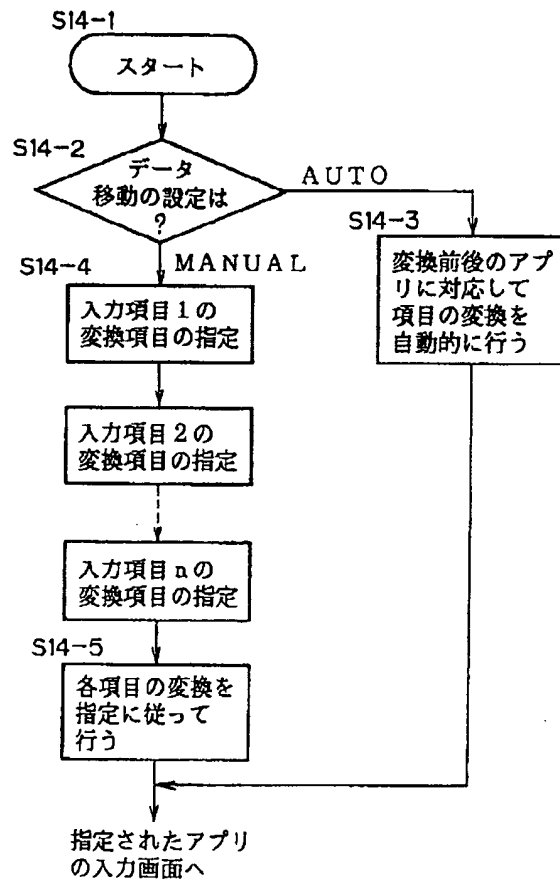 S14-1
スタート
S14-2
データ
移動の設定は
?
AUTO
S14-3
変換前後のアプ
リに対応して
項目の変換を
自動的に行う
MANUAL
S14-4
入力項目1の
変換項目の指定
入力項目2の
変換項目の指定
入力項目nの
変換項目の指定
S14-5
各項目の変換を
指定に従って
行う
指定されたアプリ
の入力画面へ